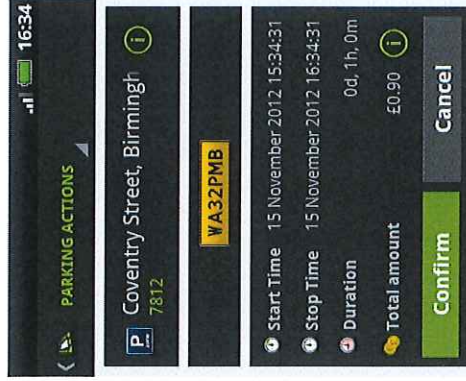 16:34
PARKING ACTIONS
P Coventry Street, Birmingh
7812
WA32PMB
Start Time 15 November 2012 15:34:31
Stop Time 15 November 2012 16:34:31
Duration 0d, 1h, 0m
Total amount £0.90
Confirm Cancel